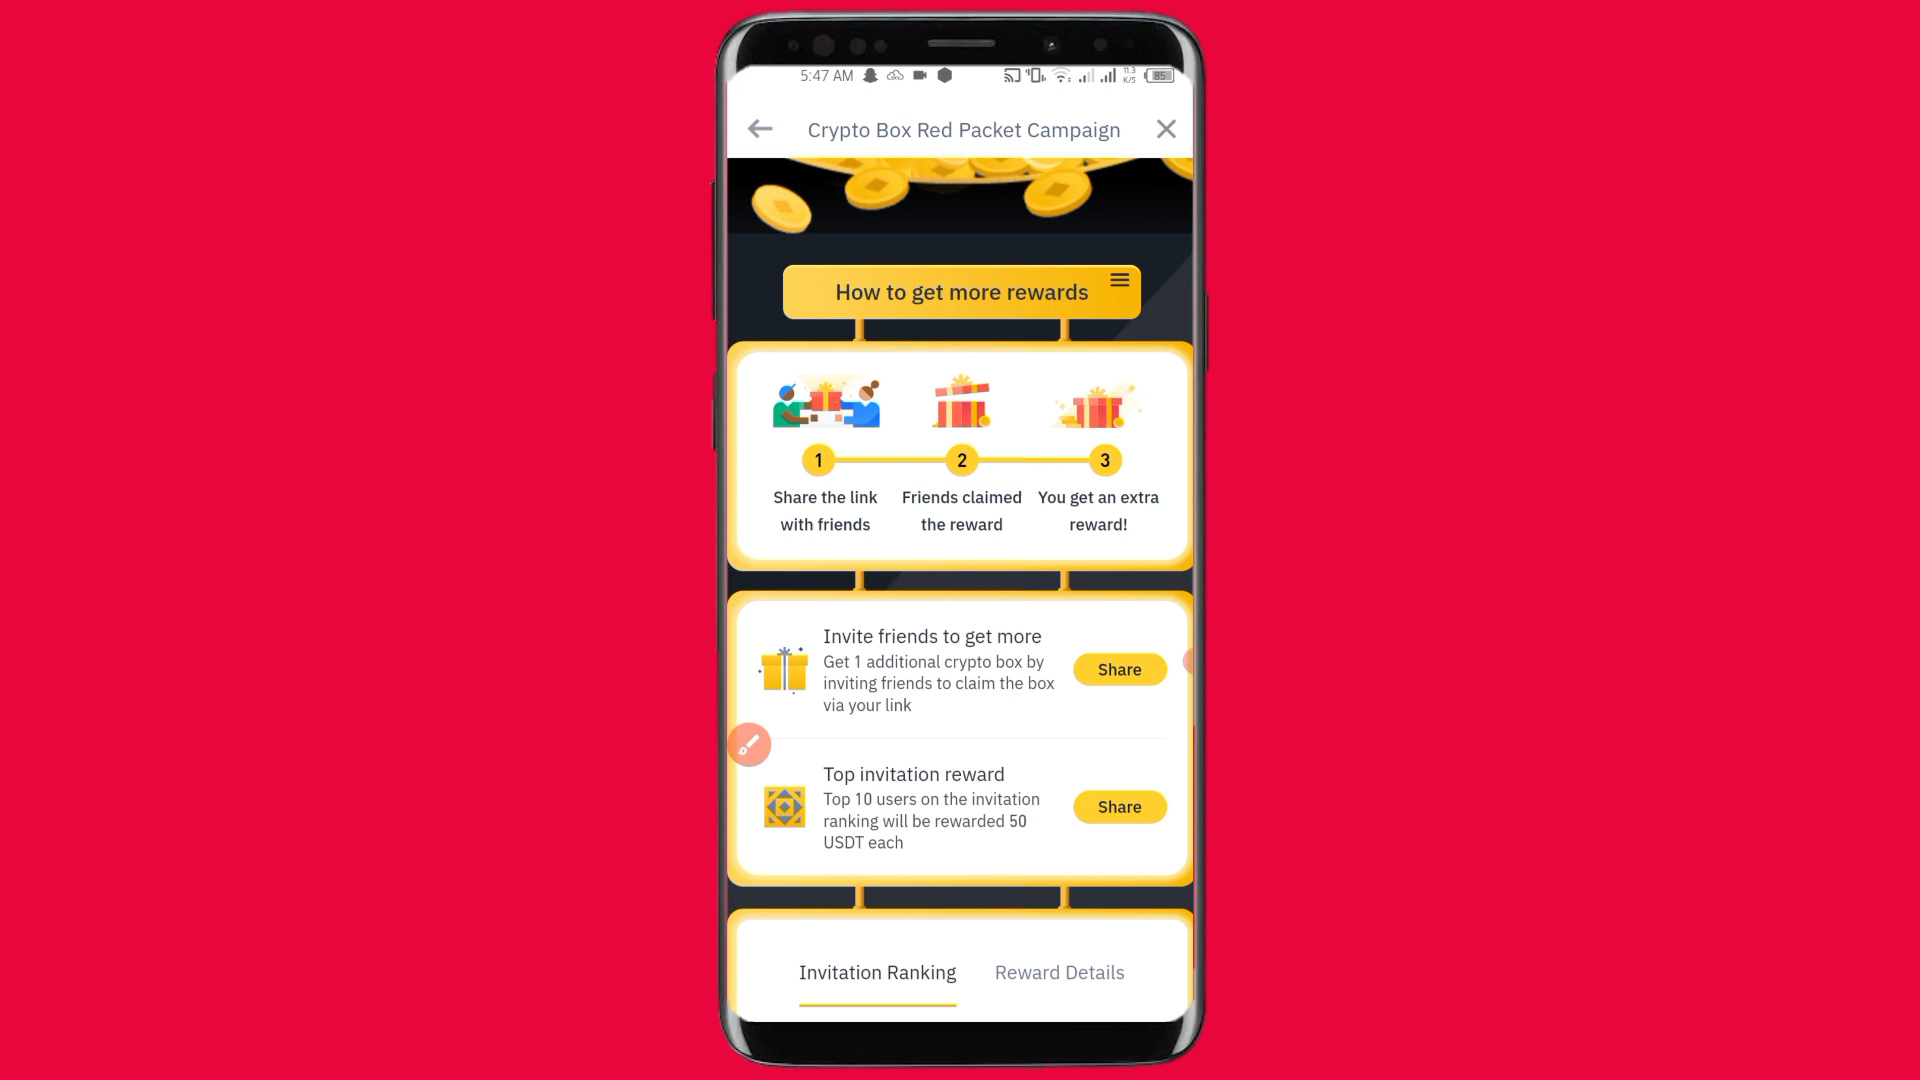 5:47 AM
11.3
K/S
85
Crypto Box Red Packet Campaign
How to get more rewards
1
2
3
Share the link
with friends
Friends claimed
the reward
You get an extra
reward!
Invite friends to get more
Get 1 additional crypto box by
inviting friends to claim the box
via your link
Share
Top invitation reward
Top 10 users on the invitation
ranking will be rewarded 50
USDT each
Share
Invitation Ranking
Reward Details